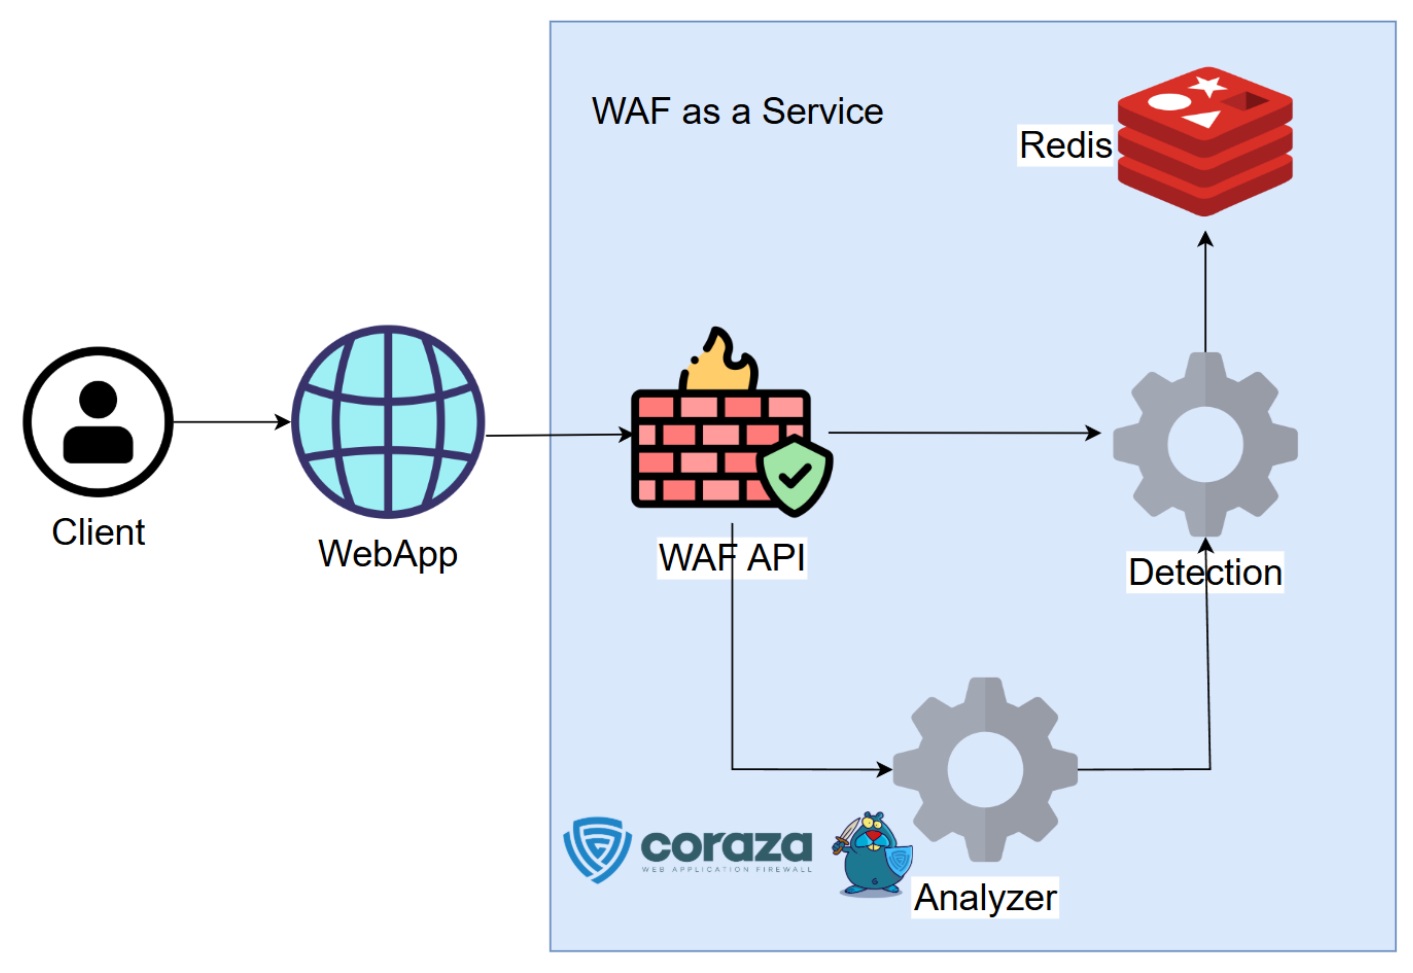 WAF as a Service
Redis
Client
WebApp
WAF API
Detection
coraza
WEB APPLICATION FIREWALL
Analyzer